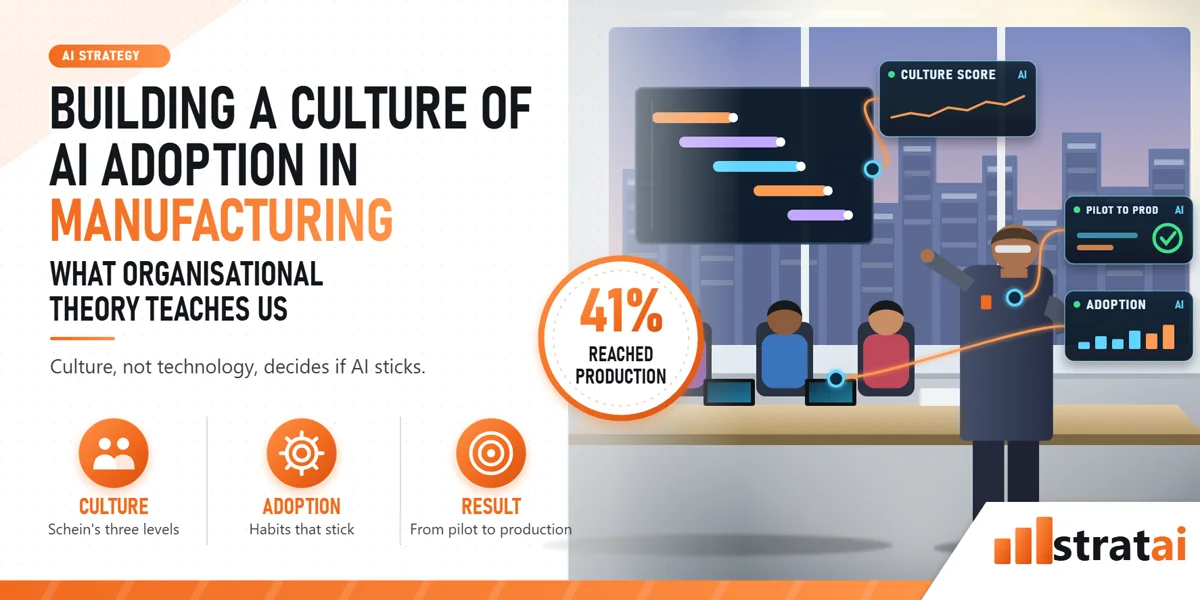 AI STRATEGY
BUILDING A CULTURE OF
AI ADOPTION IN
MANUFACTURING
WHAT ORGANISATIONAL
THEORY TEACHES US
Culture, not technology, decides if AI sticks.
CULTURE
Schein's three levels
ADOPTION
Habits that stick
RESULT
From pilot to production
41%
REACHED
PRODUCTION
CULTURE SCORE AI
PILOT TO PROD AI
ADOPTION AI
stratai